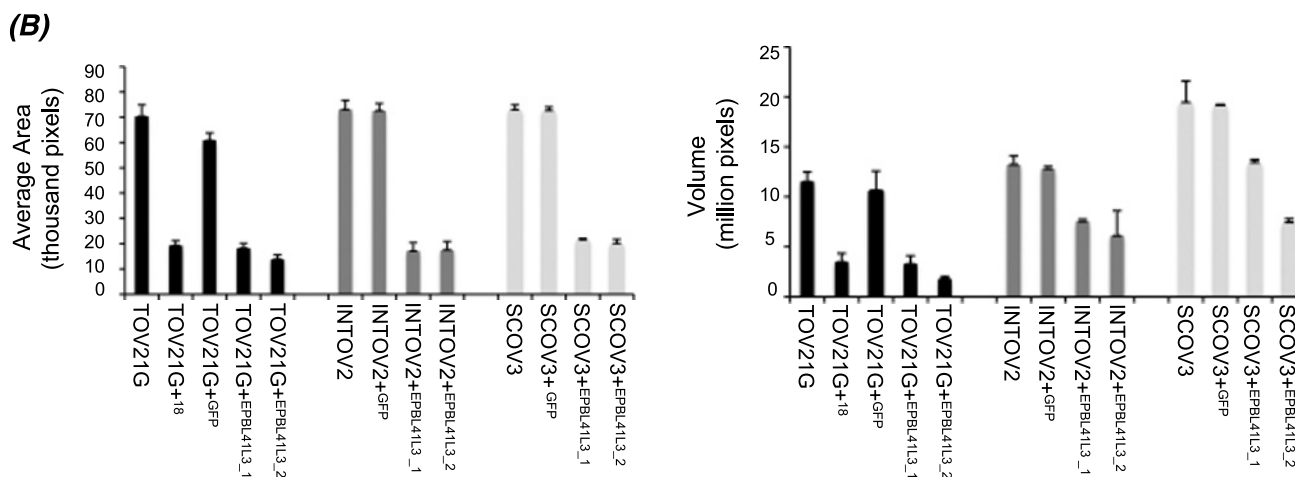 (B)
Average Area
(thousand pixels)
90
80
70
60
50
40
30
20
10
0
TOV21G
TOV21G+18
TOV21G+GFP
TOV21G+EPBL41L3_1
TOV21G+EPBL41L3_2
INTOV2
INTOV2+GFP
INTOV2+EPBL41L3_1
INTOV2+EPBL41L3_2
SCOV3
SCOV3+GFP
SCOV3+EPBL41L3_1
SCOV3+EPBL41L3_2
Volume
(million pixels)
25
20
15
10
5
0
TOV21G
TOV21G+18
TOV21G+GFP
TOV21G+EPBL41L3_1
TOV21G+EPBL41L3_2
INTOV2
INTOV2+GFP
INTOV2+EPBL41L3_1
INTOV2+EPBL41L3_2
SCOV3
SCOV3+GFP
SCOV3+EPBL41L3_1
SCOV3+EPBL41L3_2